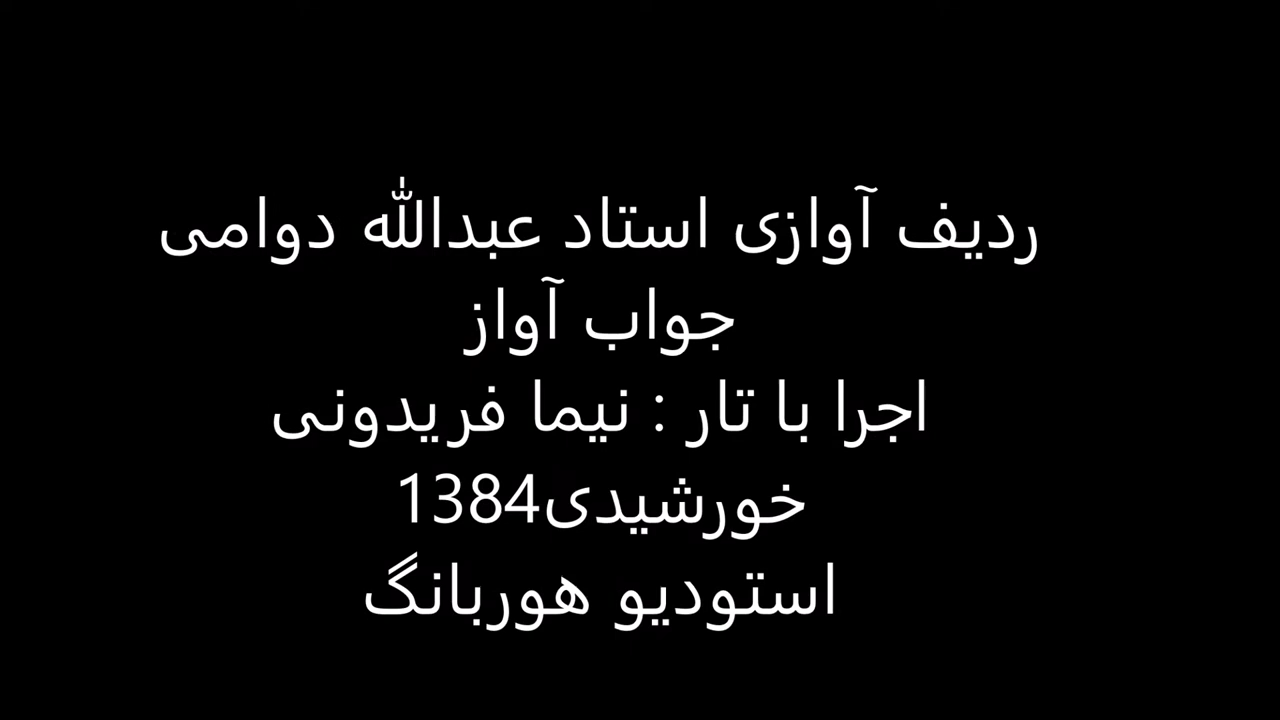 ردیف آوازی استاد عبدالله دوامی
جواب آواز
اجرا با تار : نیما فریدونی
خورشیدی1384
استودیو هوربانگ